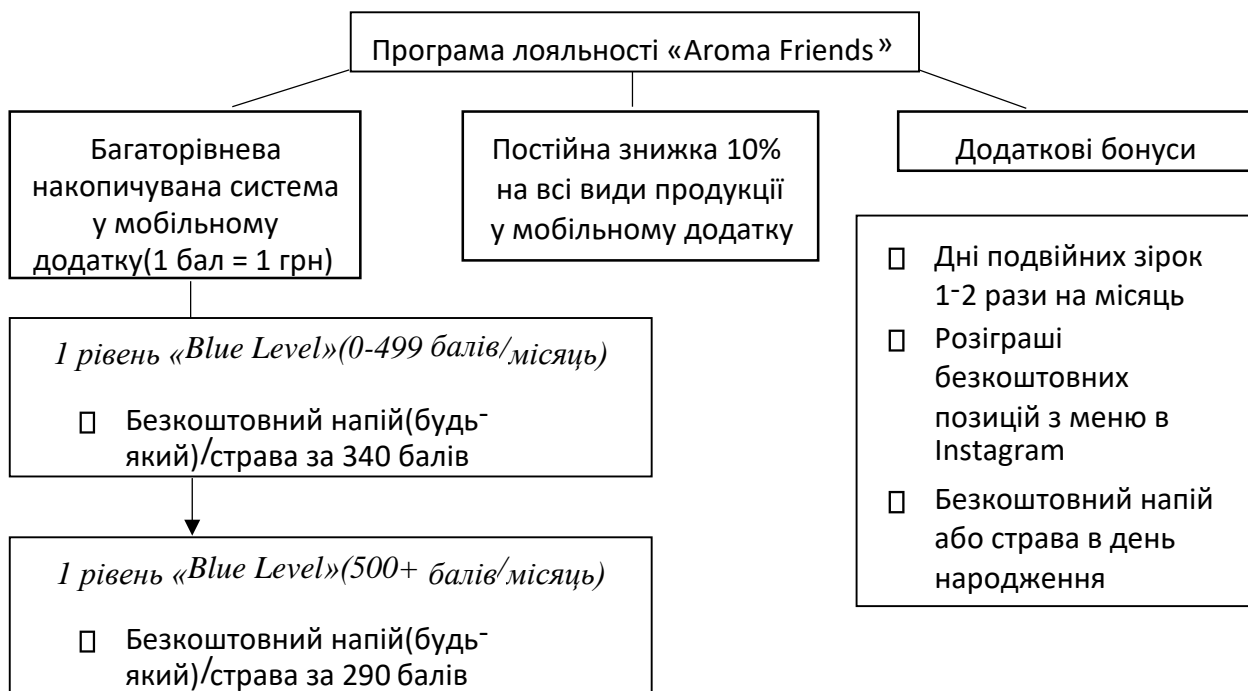 Програма лояльності «Aroma Friends»
Багаторівнева
накопичувана система
у мобільному
додатку(1 бал = 1 грн)
Постійна знижка 10%
на всі види продукції
у мобільному додатку
Додаткові бонуси
1 рівень «Blue Level»(0-499 балів/місяць)
Безкоштовний напій(будь-
який)/страва за 340 балів
1 рівень «Blue Level»(500+ балів/місяць)
Безкоштовний напій(будь-
який)/страва за 290 балів
Дні подвійних зірок
1-2 рази на місяць
Розіграші
безкоштовних
позицій з меню в
Instagram
Безкоштовний напій
або страва в день
народження